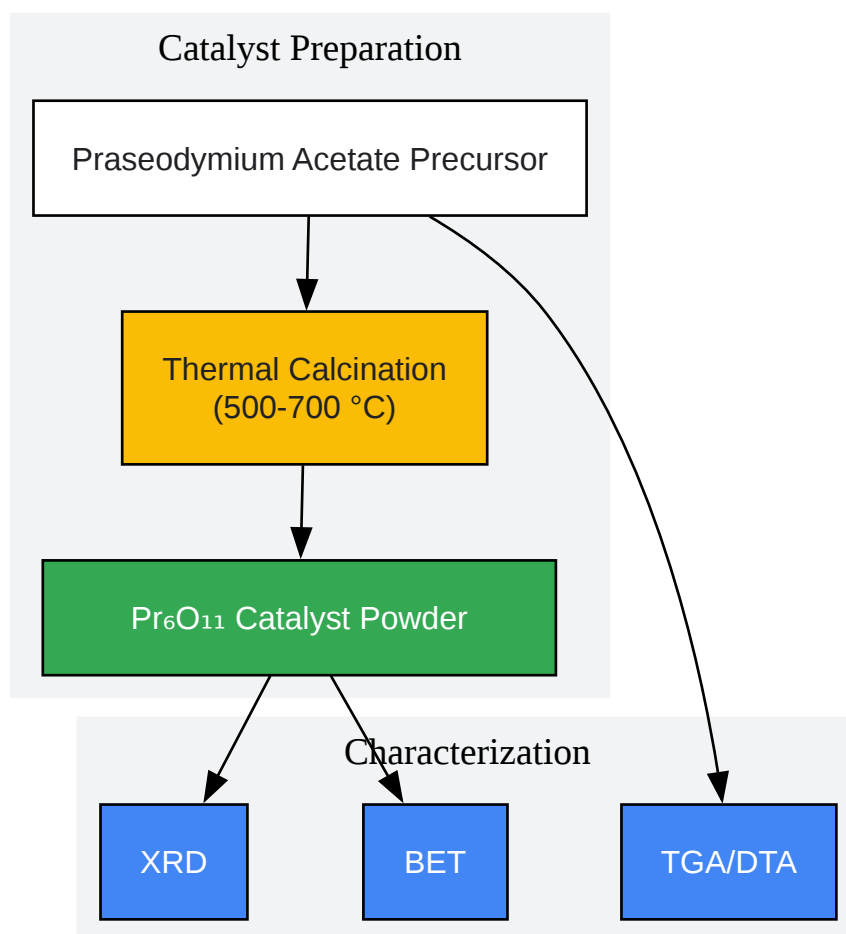 Catalyst Preparation
Praseodymium Acetate Precursor
Thermal Calcination
(500-700 °C)
Pr₆O₁₁ Catalyst Powder
Characterization
XRD
BET
TGA/DTA